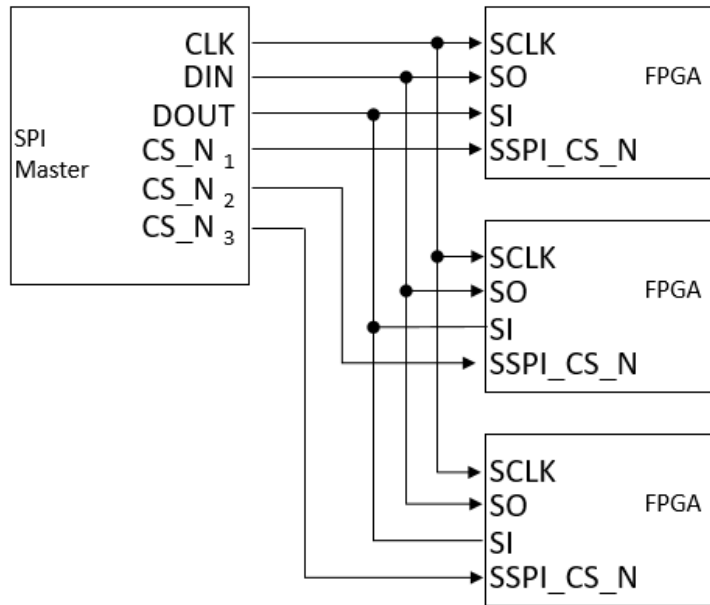 CLK
DIN
DOUT
CS_N 1
CS_N 2
CS_N 3
SPI
Master
SCLK
SO
SI
SSPI_CS_N
FPGA
SCLK
SO
SI
SSPI_CS_N
FPGA
SCLK
SO
SI
SSPI_CS_N
FPGA